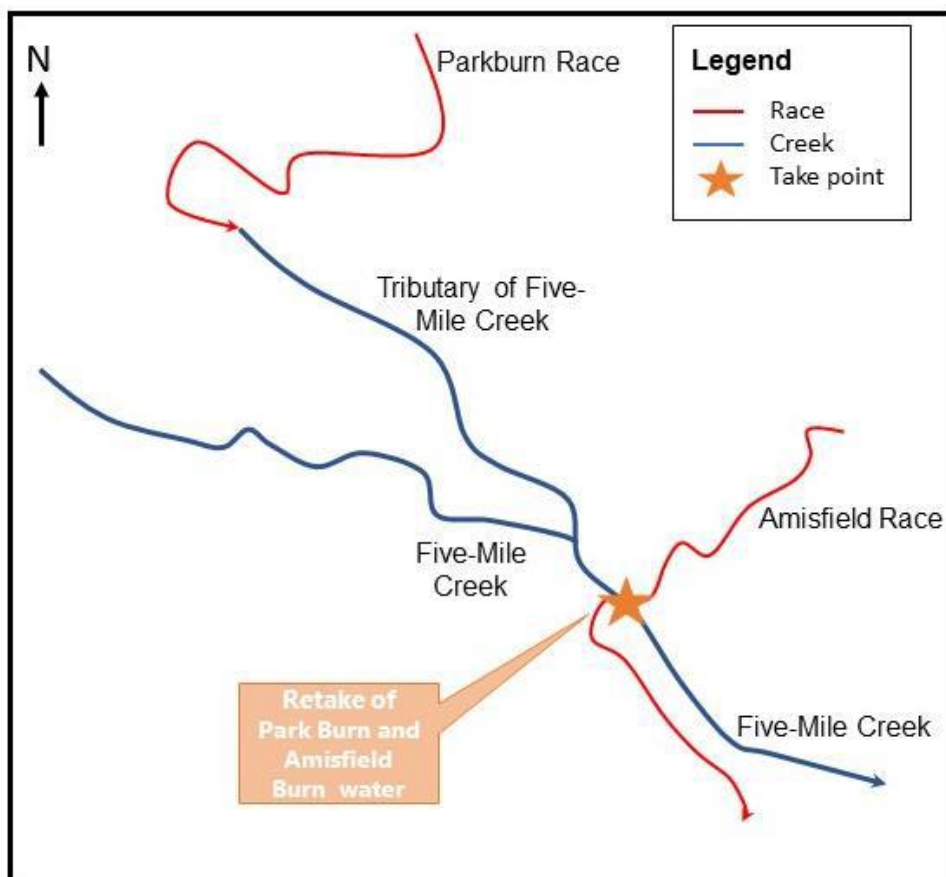 N
Parkburn Race
Legend
Race
Creek
Take point
Tributary of Five-
Mile Creek
Amisfield Race
Five-Mile
Creek
Retake of
Park Burn and
Amisfield
Burn water
Five-Mile Creek